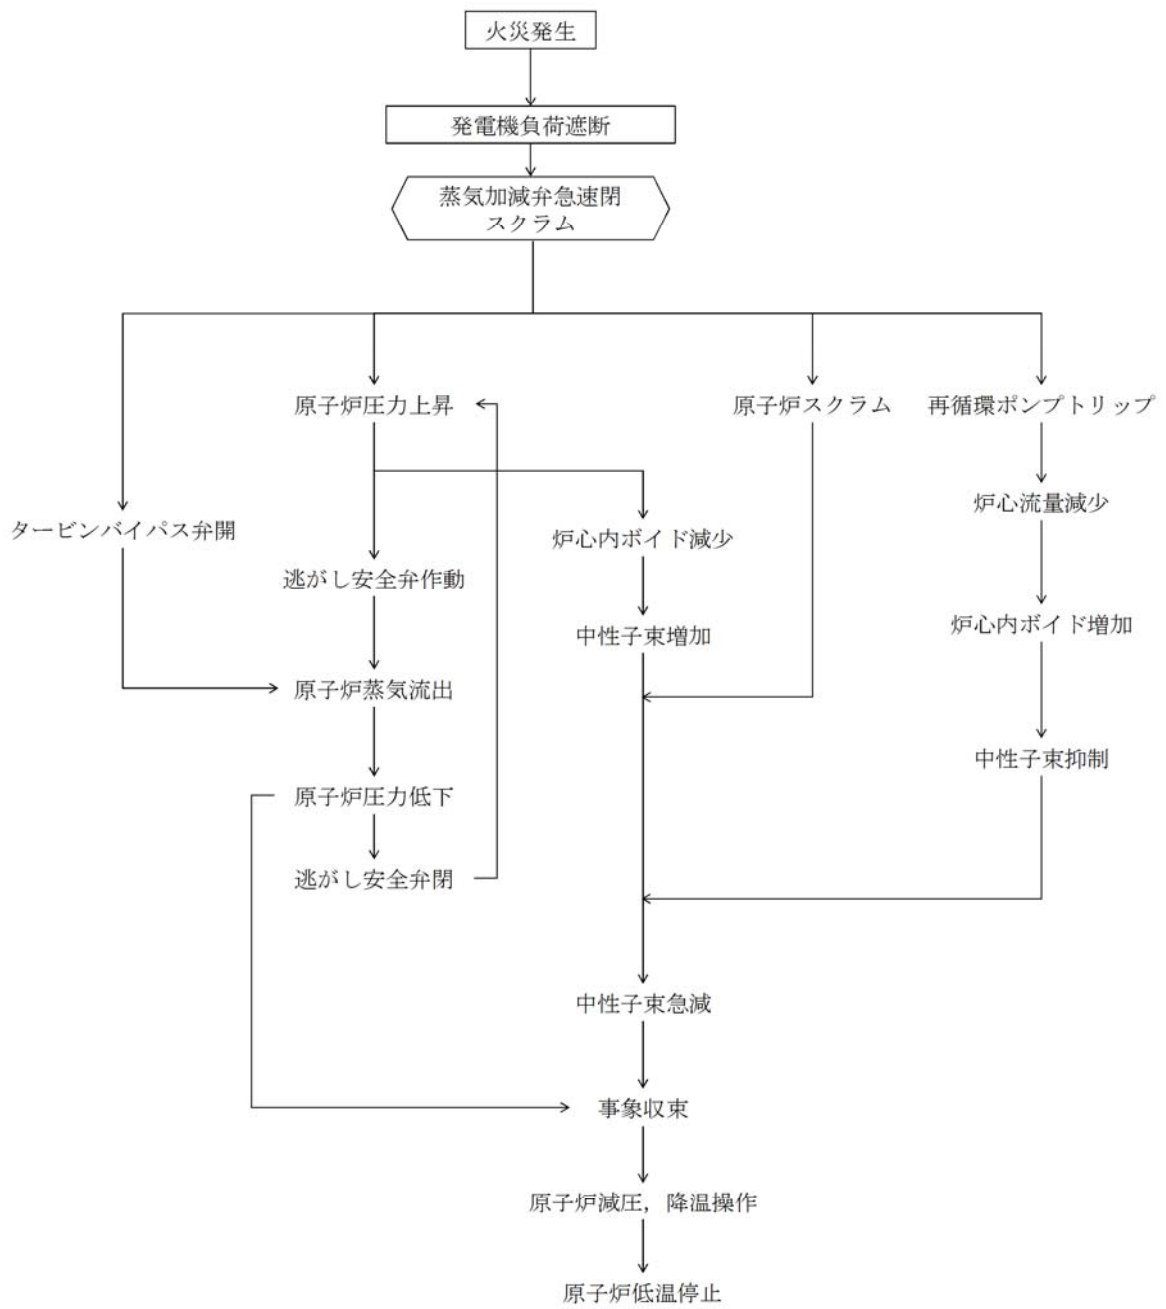 火災発生
発電機負荷遮断
蒸気加減弁急速閉
スクラム
原子炉圧力上昇
原子炉スクラム
再循環ポンプトリップ
炉心流量減少
タービンバイパス弁開
炉心内ボイド減少
逃がし安全弁作動
炉心内ボイド増加
中性子束増加
原子炉蒸気流出
中性子束抑制
原子炉圧力低下
逃がし安全弁閉
中性子束急減
事象収束
原子炉減圧，降温操作
原子炉低温停止